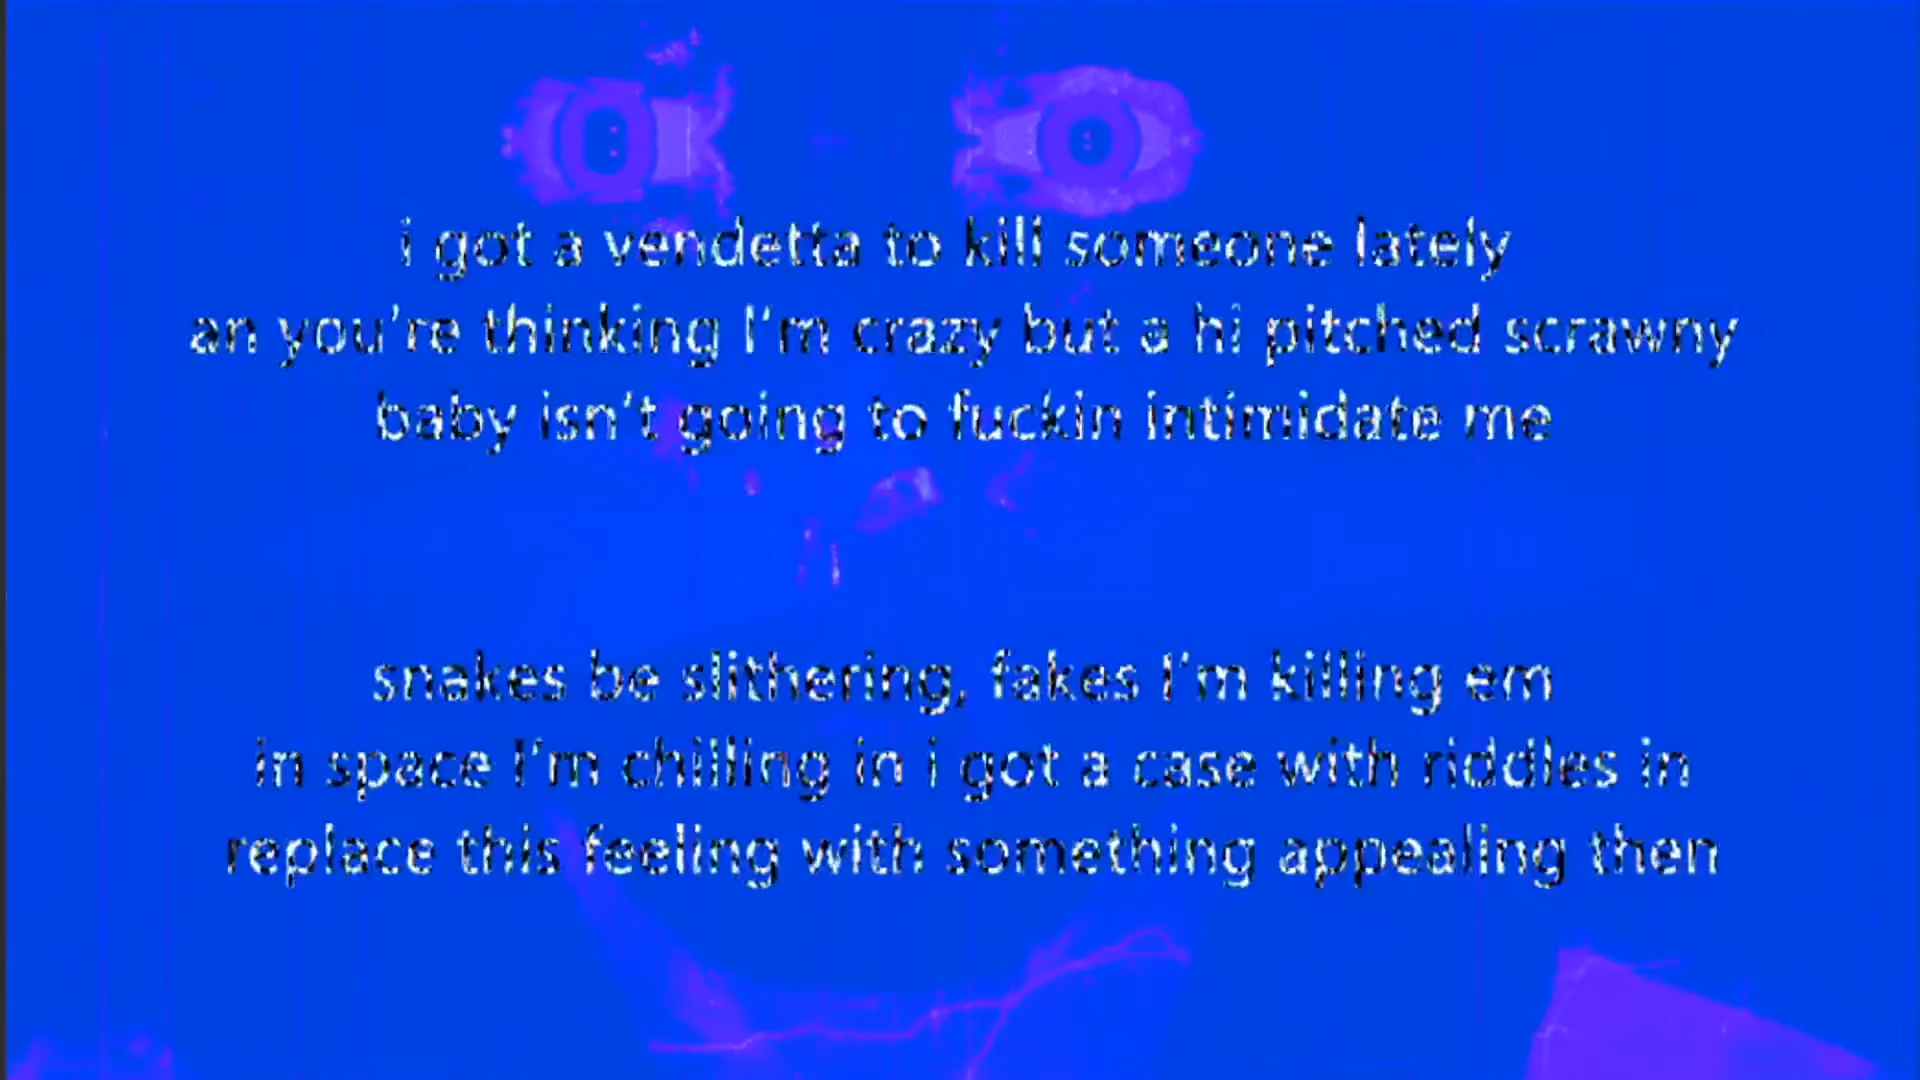 i got a vendetta to kill someone lately
an you're thinking I'm crazy but a hi pitched scrawny
baby isn't going to fuckin intimidate me
snakes be slithering, fakes I'm killing em
in space I'm chilling in i got a case with riddles in
replace this feeling with something appealing then